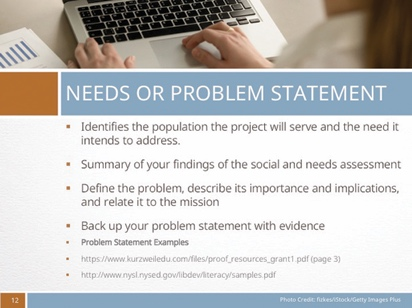 NEEDS OR PROBLEM STATEMENT
▪ Identifies the population the project will serve and the need it
intends to address.
▪ Summary of your findings of the social and needs assessment
▪ Define the problem, describe its importance and implications,
and relate it to the mission
▪ Back up your problem statement with evidence
▪ Problem Statement Examples
▪ https://www.kurzweiledu.com/files/proof_resources_grant1.pdf (page 3)
▪ http://www.nysl.nysed.gov/libdev/literacy/samples.pdf
12
Photo Credit: fizkes/iStock/Getty Images Plus